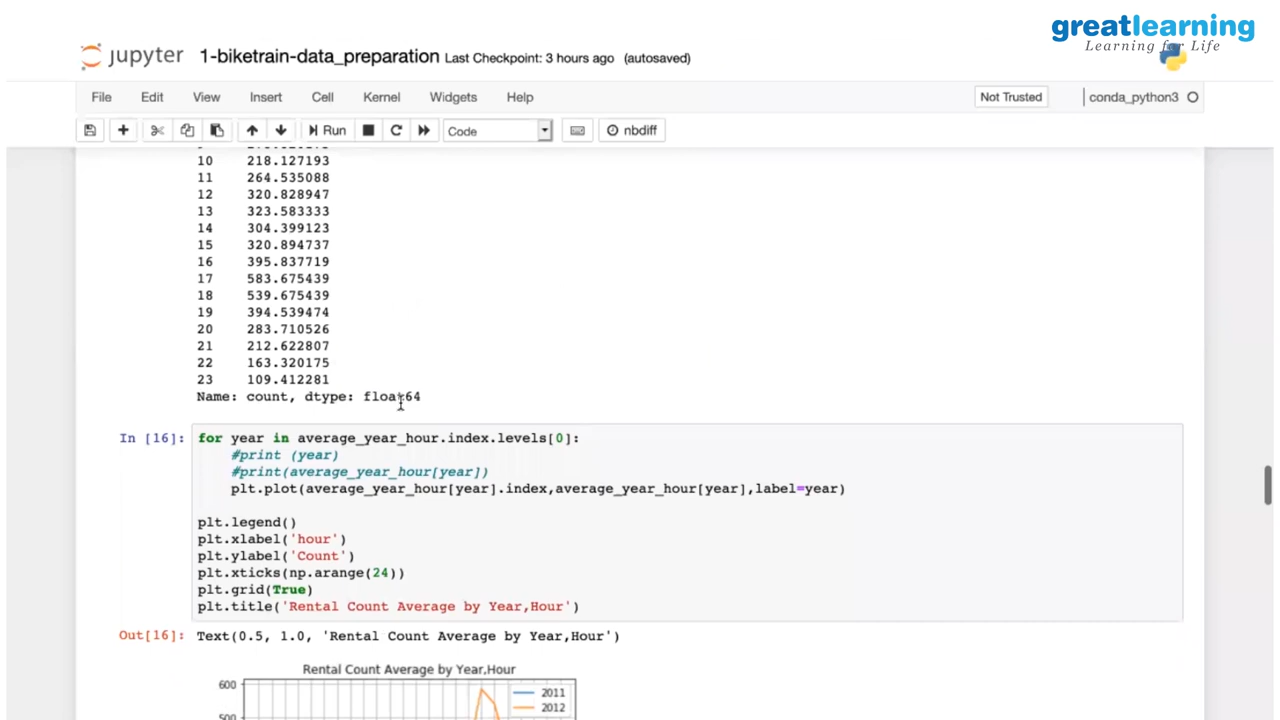 greatlearning
Learning for Life
jupyter 1-biketrain-data_preparation Last Checkpoint: 3 hours ago (autosaved)
File Edit View Insert Cell Kernel Widgets Help Not Trusted conda_python3
Run Code nbdiff
10 218.127193
11 264.535088
12 320.828947
13 323.583333
14 304.399123
15 320.894737
16 395.837719
17 583.675439
18 539.675439
19 394.539474
20 283.710526
21 212.622807
22 163.320175
23 109.412281
Name: count, dtype: float64
In [16]: for year in average_year_hour.index.levels[0]:
#print (year)
#print(average_year_hour[year])
plt.plot(average_year_hour[year].index,average_year_hour[year],label=year)
plt.legend()
plt.xlabel('hour')
plt.ylabel('Count')
plt.xticks(np.arange(24))
plt.grid(True)
plt.title('Rental Count Average by Year,Hour')
Out[16]: Text(0.5, 1.0, 'Rental Count Average by Year,Hour')
Rental Count Average by Year,Hour
600
2011
2012
500